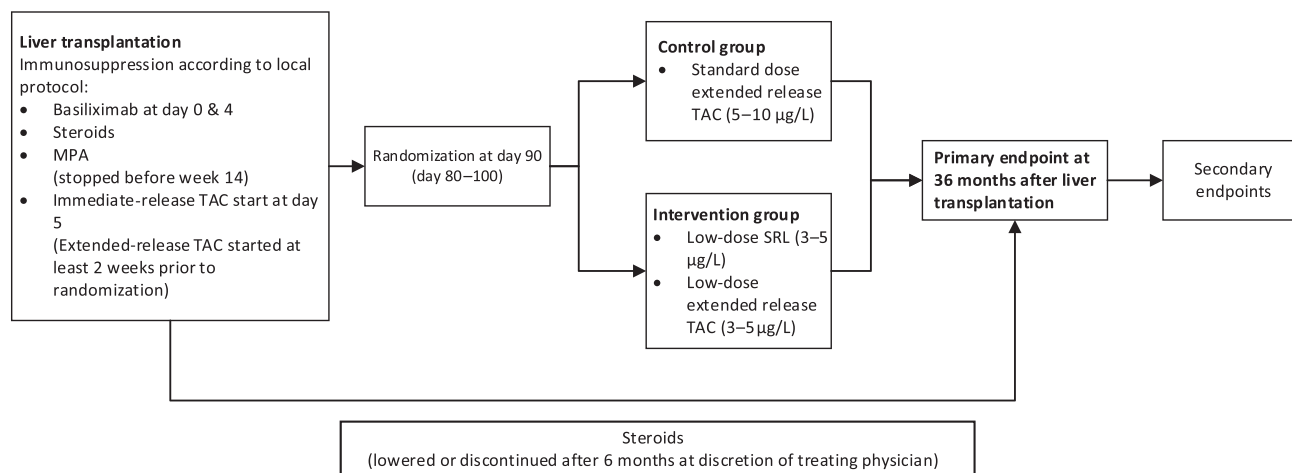 Liver transplantation
Immunosuppression according to local
protocol:
• Basiliximab at day 0 & 4
• Steroids
• MPA
(stopped before week 14)
• Immediate-release TAC start at day
5
(Extended-release TAC started at
least 2 weeks prior to
randomization)
Randomization at day 90
(day 80–100)
Control group
• Standard dose
extended release
TAC (5–10 µg/L)
Intervention group
• Low-dose SRL (3–5
µg/L)
• Low-dose
extended release
TAC (3–5 µg/L)
Primary endpoint at
36 months after liver
transplantation
Secondary
endpoints
Steroids
(lowered or discontinued after 6 months at discretion of treating physician)